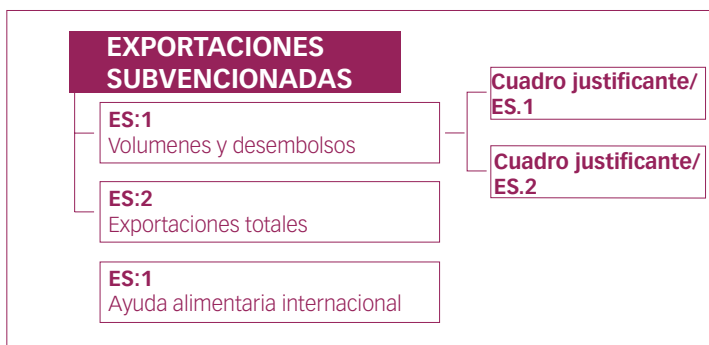 EXPORTACIONES
SUBVENCIONADAS
ES:1
Volumenes y desembolsos
ES:2
Exportaciones totales
ES:1
Ayuda alimentaria internacional
Cuadro justificante/
ES.1
Cuadro justificante/
ES.2